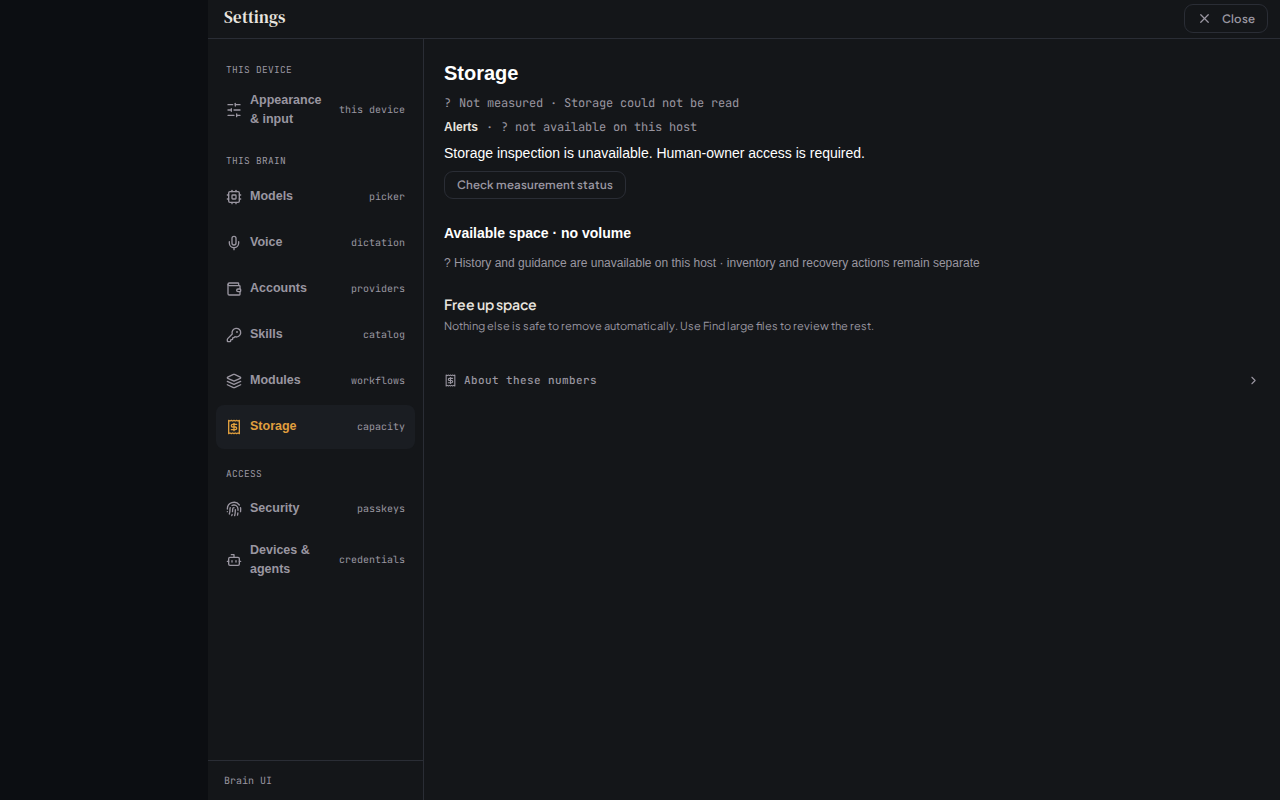 Settings
Close
THIS DEVICE
Appearance & input
this device
THIS BRAIN
Models
picker
Voice
dictation
Accounts
providers
Skills
catalog
Modules
workflows
Storage
capacity
ACCESS
Security
passkeys
Devices & agents
credentials
Brain UI
Storage
? Not measured · Storage could not be read
Alerts · ? not available on this host
Storage inspection is unavailable. Human-owner access is required.
Check measurement status
Available space · no volume
? History and guidance are unavailable on this host · inventory and recovery actions remain separate
Free up space
Nothing else is safe to remove automatically. Use Find large files to review the rest.
About these numbers